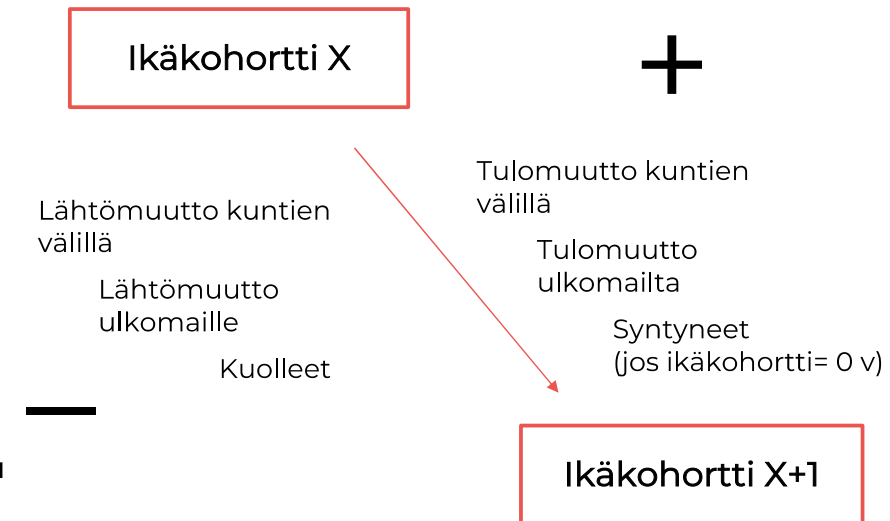 Ikäkohortti X
+
Lähtömuutto kuntien
välillä
Lähtömuutto
ulkomaille
Kuolleet
—
Tulomuutto kuntien
välillä
Tulomuutto
ulkomailta
Syntyneet
(jos ikäkohortti= 0 v)
Ikäkohortti X+1